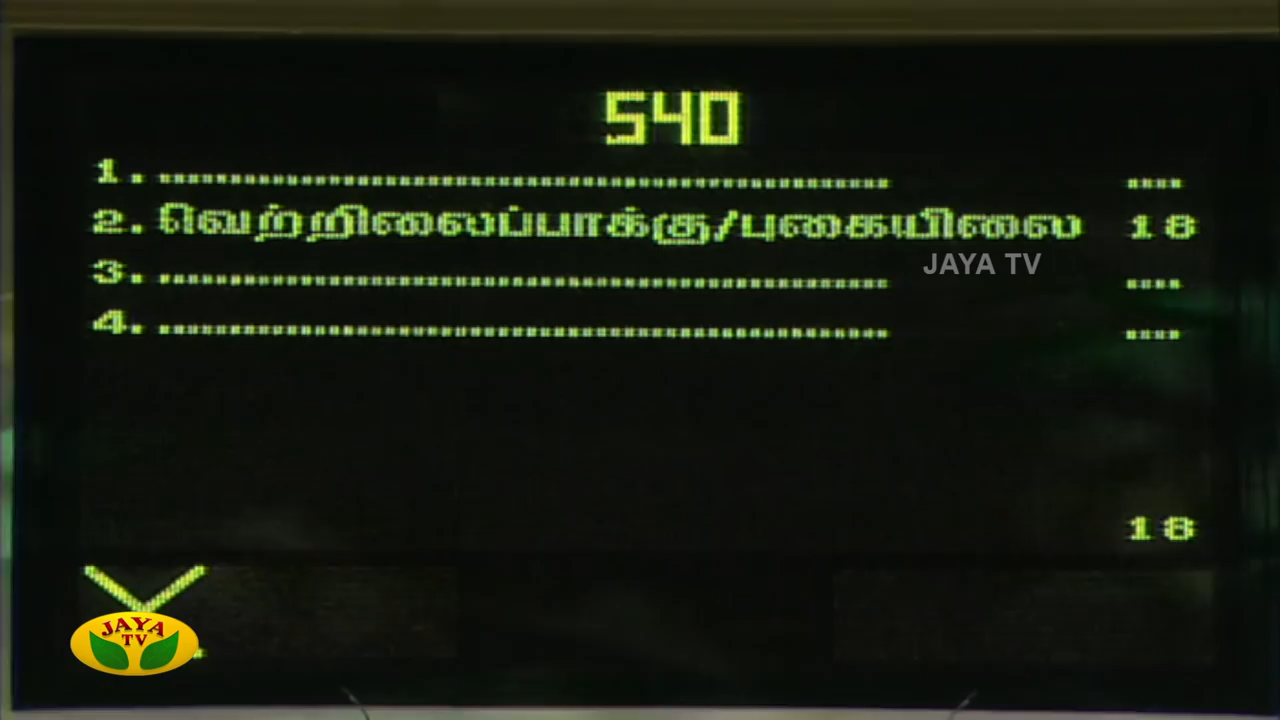 540
1. ....................................................... ....
2. வெற்றிலைப்பாக்கு/புகையிலை 18
JAYA TV
3. ....................................................... ....
4. ....................................................... ....
18
X
JAYA
TV